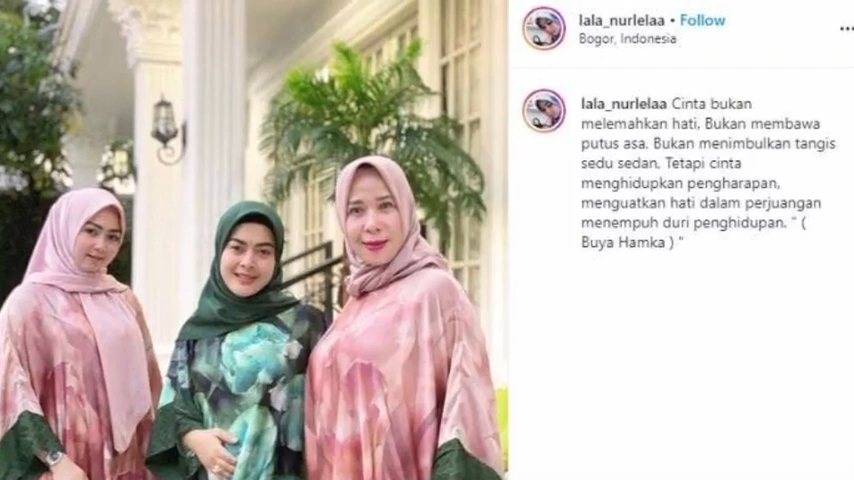 lala_nurlelaa • Follow
Bogor, Indonesia
lala_nurlelaa Cinta bukan
melemahkan hati, Bukan membawa
putus asa. Bukan menimbulkan tangis
sedu sedan. Tetapi cinta
menghidupkan pengharapan,
menguatkan hati dalam perjuangan
menempuh duri penghidupan. " (
Buya Hamka ) "